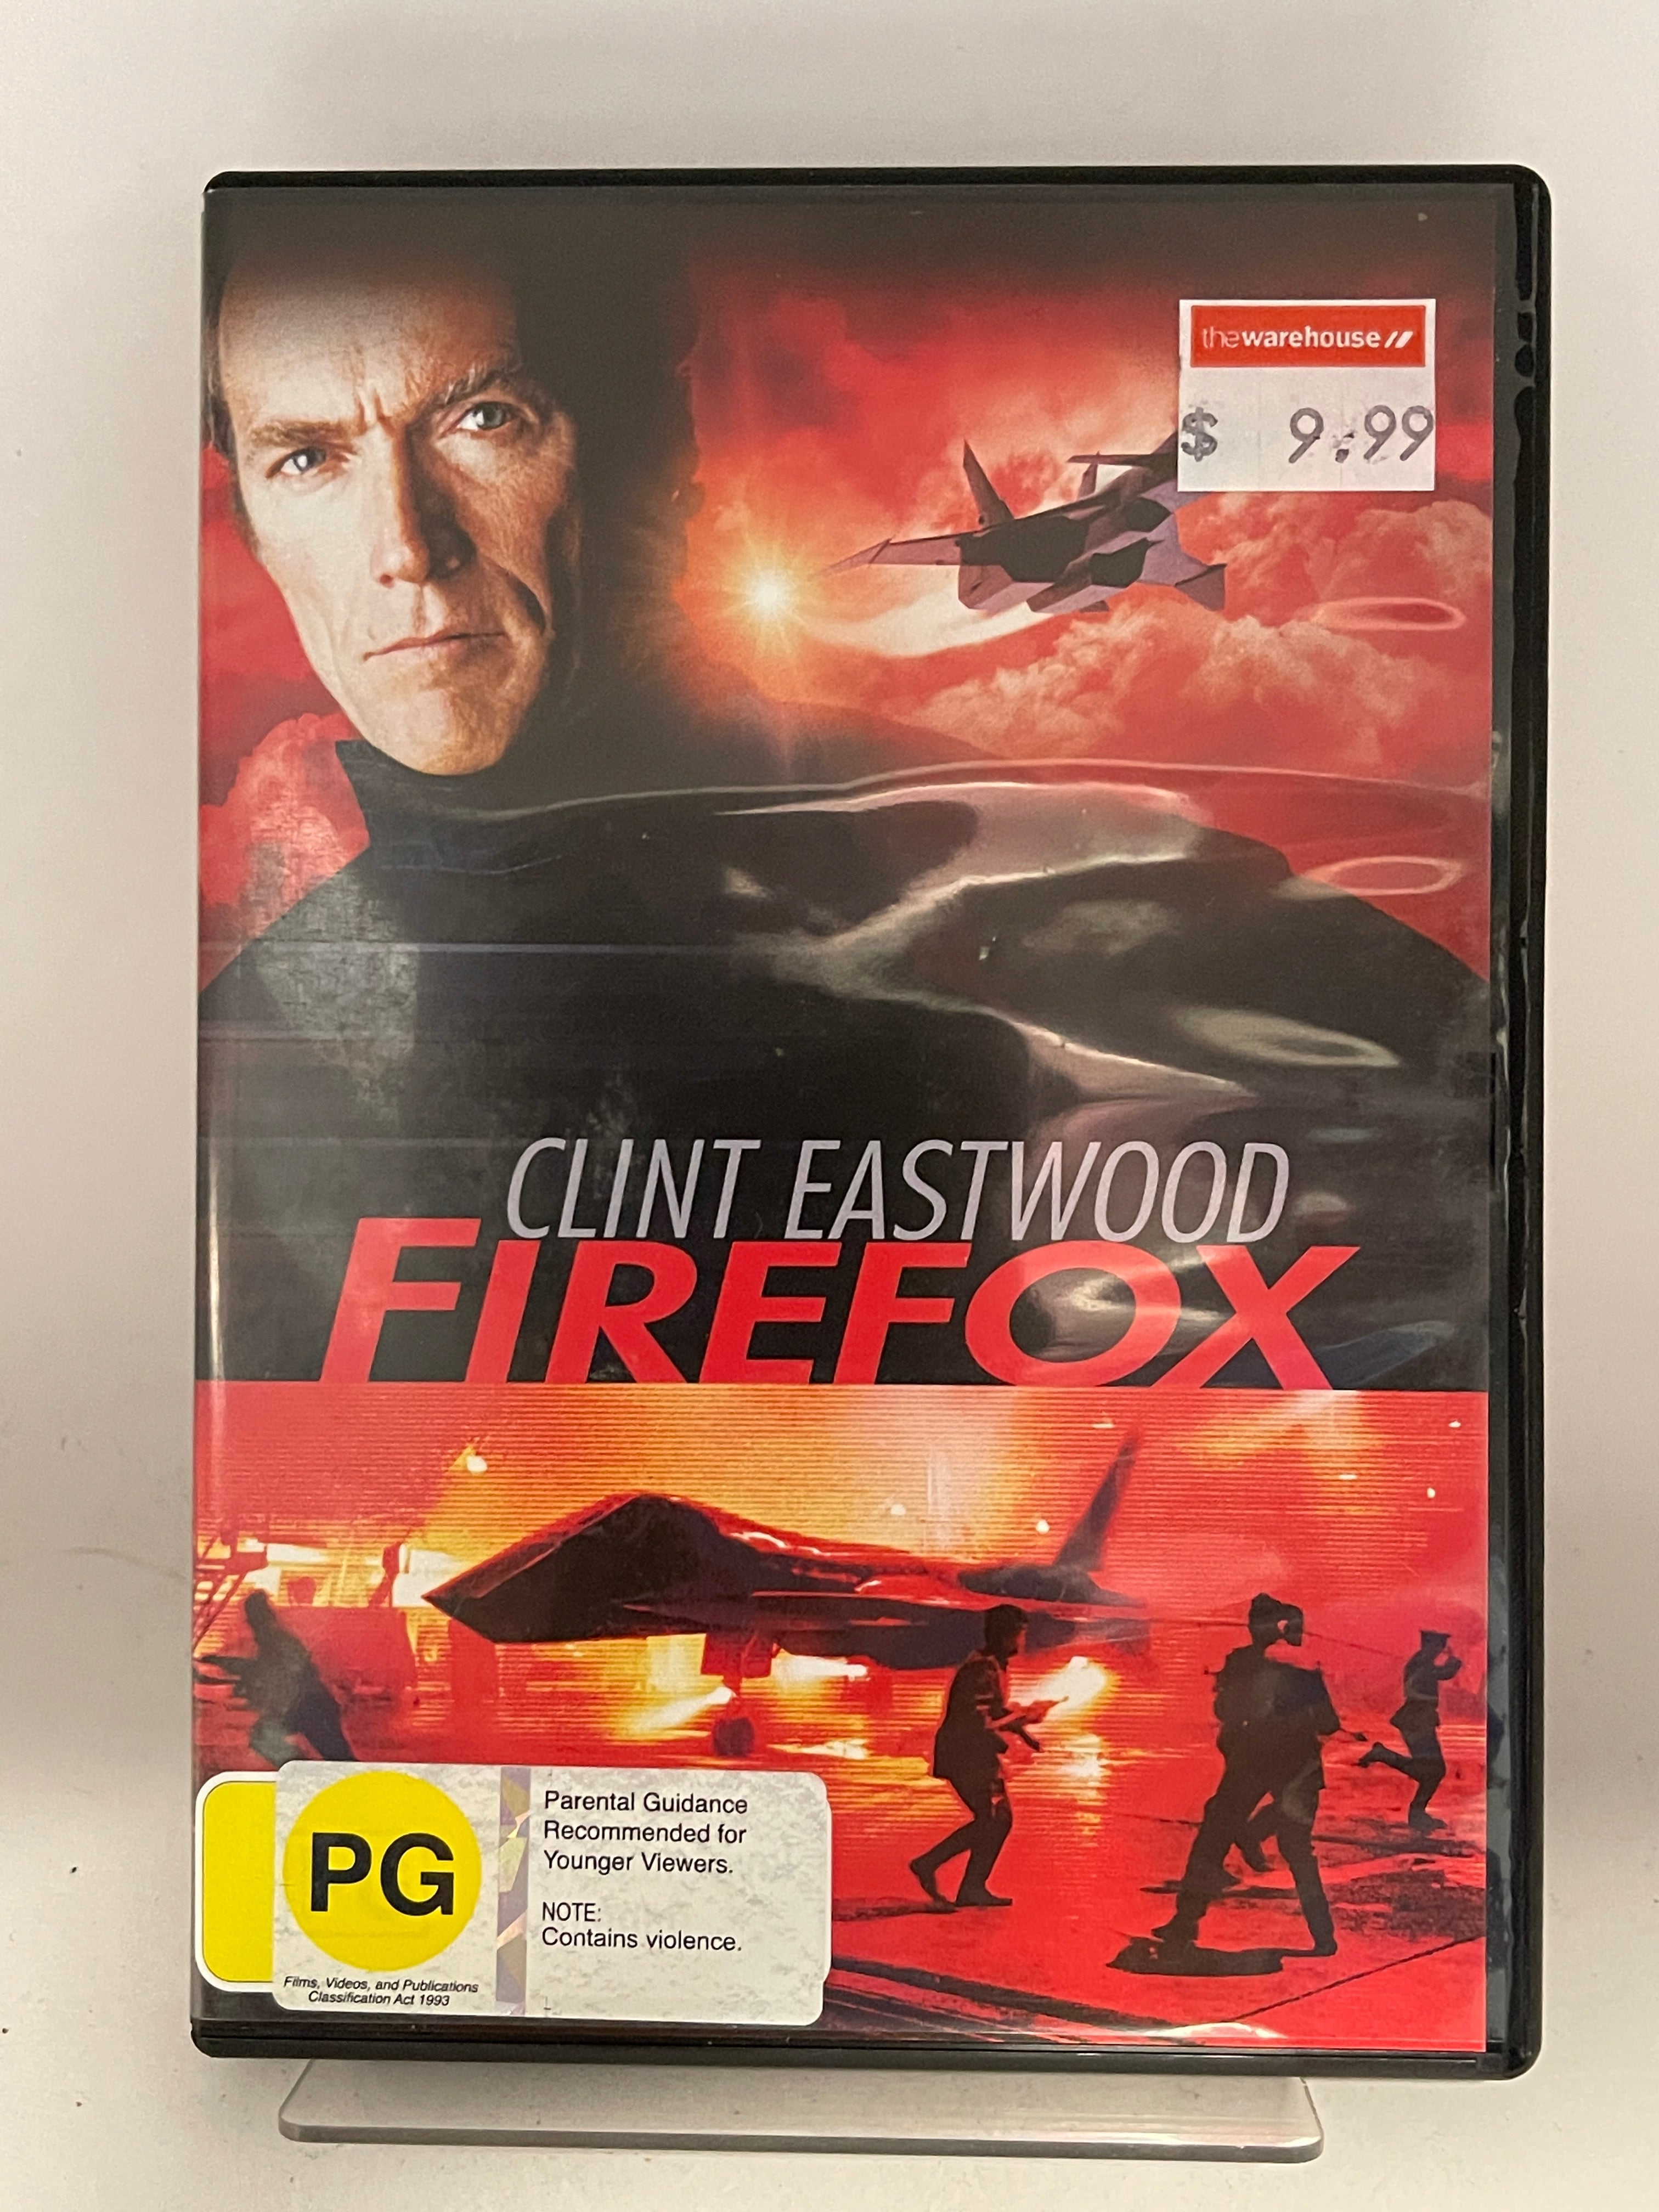 thewarehouse
$ 9.99
CLINT EASTWOOD
FIREFOX
PG
Films, Videos, and Publications
Classification Act 1993
Parental Guidance
Recommended for
Younger Viewers.
NOTE:
Contains violence.